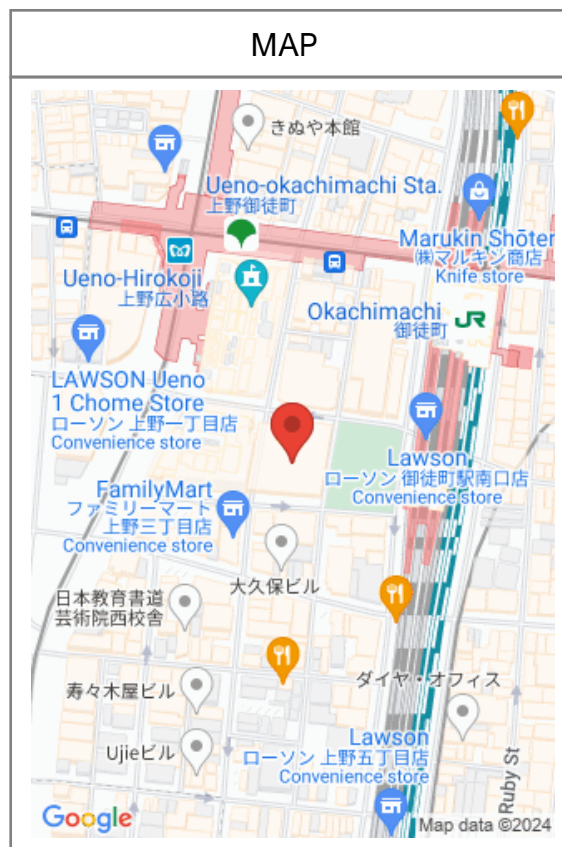 MAP
きぬや本館
Ueno-okachimachi Sta.
上野御徒町
Marukin Shōten
㈱マルキン商店
Knife store
Ueno-Hirokoji
上野広小路
Okachimachi
御徒町
JR
LAWSON Ueno
1 Chome Store
ローソン 上野一丁目店
Convenience store
Lawson
ローソン 御徒町駅南口店
Convenience store
FamilyMart
ファミリーマート
上野三丁目店
Convenience store
大久保ビル
日本教育書道
芸術院西校舎
寿々木屋ビル
ダイヤ・オフィス
Ujieビル
Lawson
ローソン 上野五丁目店
Convenience store
Ruby St
Google
Map data ©2024